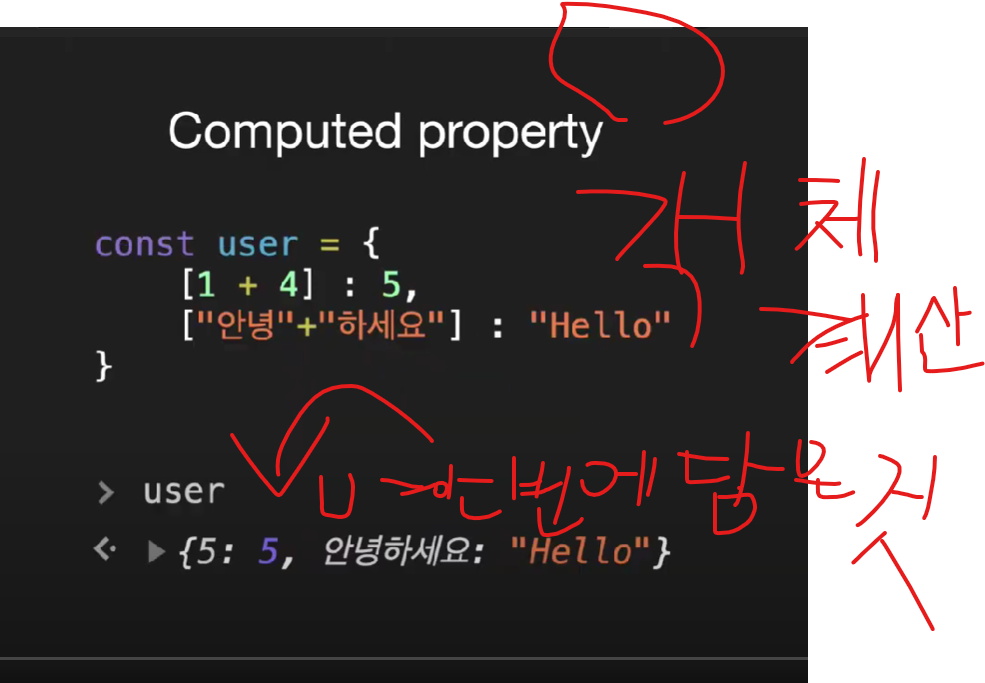 Computed property
객체
const user = {
[1 + 4] : 5,
["안녕"+"하세요"] : "Hello"
계산
}
한번에 담은
> user
{5: 5, 안녕하세요: "Hello"}